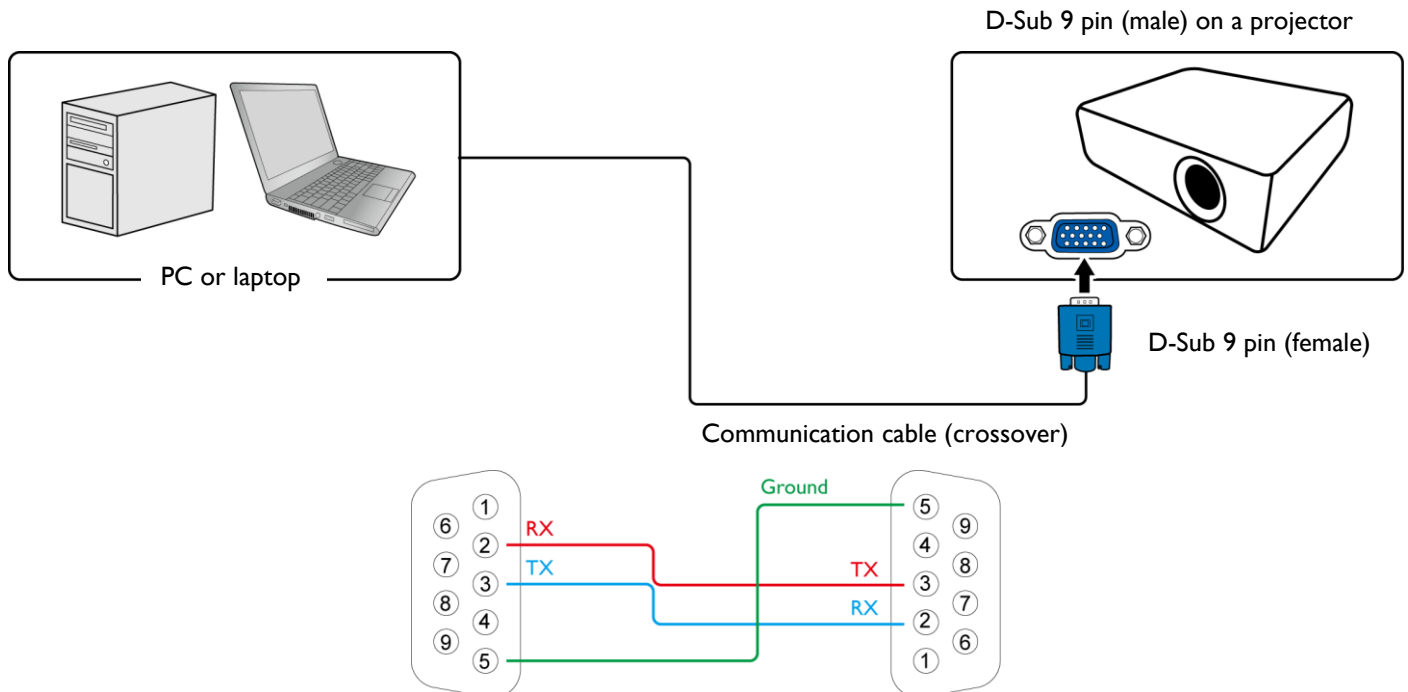 D-Sub 9 pin (male) on a projector
PC or laptop
D-Sub 9 pin (female)
Communication cable (crossover)
Ground
1
6
2
RX
7
3
TX
8
4
9
5
5
9
4
8
TX
3
7
RX
2
6
1